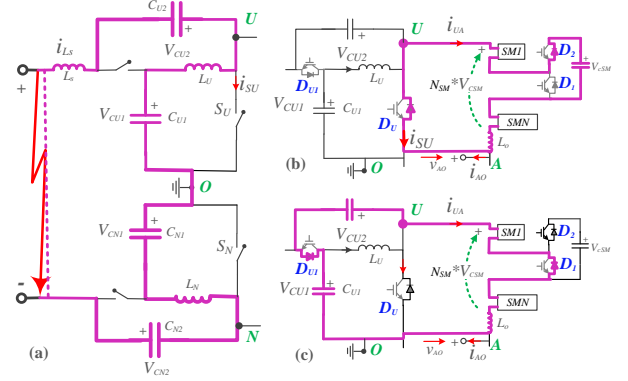 C_U2
U
i_Ls
+
V_CU2
L_s
L_U
i_SU
+
V_CU1
C_U1
S_U
+
O
+
V_CN1
C_N1
S_N
-
L_N
C_N2
N
(a)
+
V_CN2
U
i_UA
+
V_CU2
+
SM1
D_2
+
D_U1
L_U
N_SM*V_CSM
D_1
V_cSM
V_CU1
+
C_U1
D_U
SMN
i_SU
L_o
(b)
O
v_AO
+
i_AO
A
U
i_UA
+
V_CU2
+
SM1
D_2
+
D_U1
L_U
N_SM*V_CSM
D_1
V_cSM
V_CU1
+
C_U1
D_U
SMN
L_o
(c)
O
v_AO
+
i_AO
A